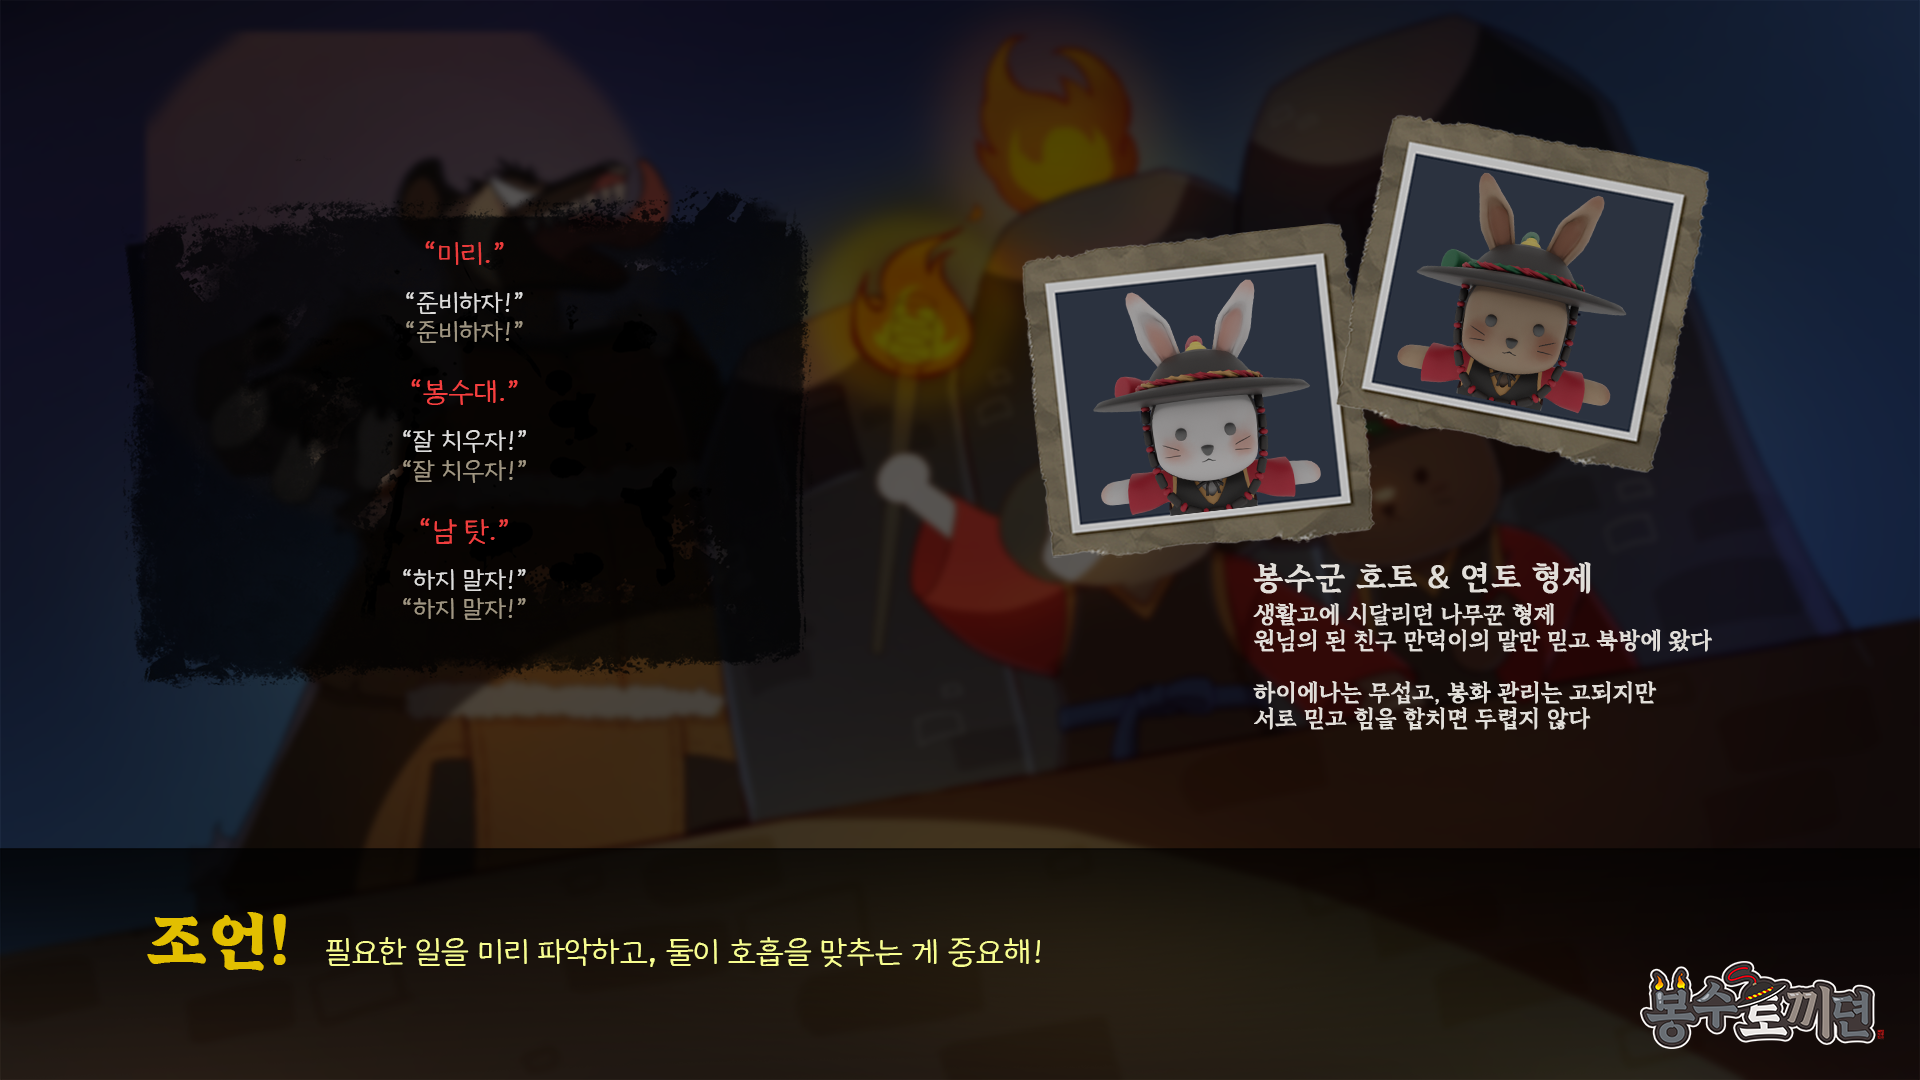 “미리.”
“준비하자!”
“준비하자!”
“봉수대.”
“잘 치우자!”
“잘 치우자!”
“남 탓.”
“하지 말자!”
“하지 말자!”
봉수군 호토 & 연토 형제
생활고에 시달리던 나무꾼 형제
원님의 된 친구 만덕이의 말만 믿고 북방에 왔다
하이에나는 무섭고, 봉화 관리는 고되지만
서로 믿고 힘을 합치면 두렵지 않다
조언!
필요한 일을 미리 파악하고, 둘이 호흡을 맞추는 게 중요해!
봉수토끼뎐